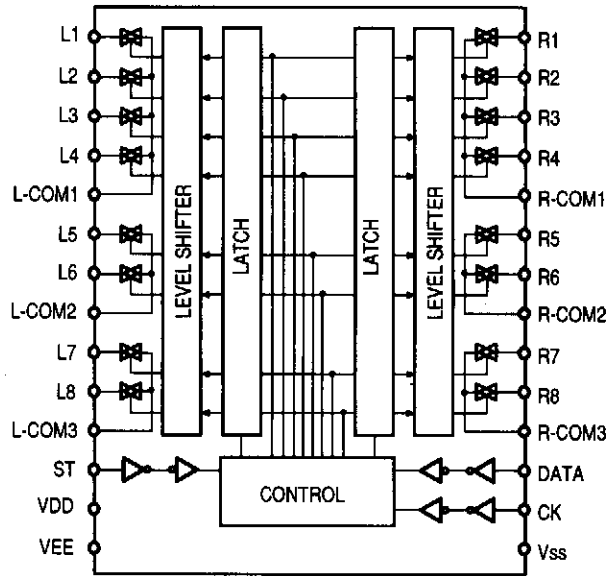 L1
L2
L3
L4
L-COM1
L5
L6
L-COM2
L7
L8
L-COM3
ST
VDD
VEE
LEVEL SHIFTER
LATCH
LATCH
LEVEL SHIFTER
CONTROL
R1
R2
R3
R4
R-COM1
R5
R6
R-COM2
R7
R8
R-COM3
DATA
CK
Vss